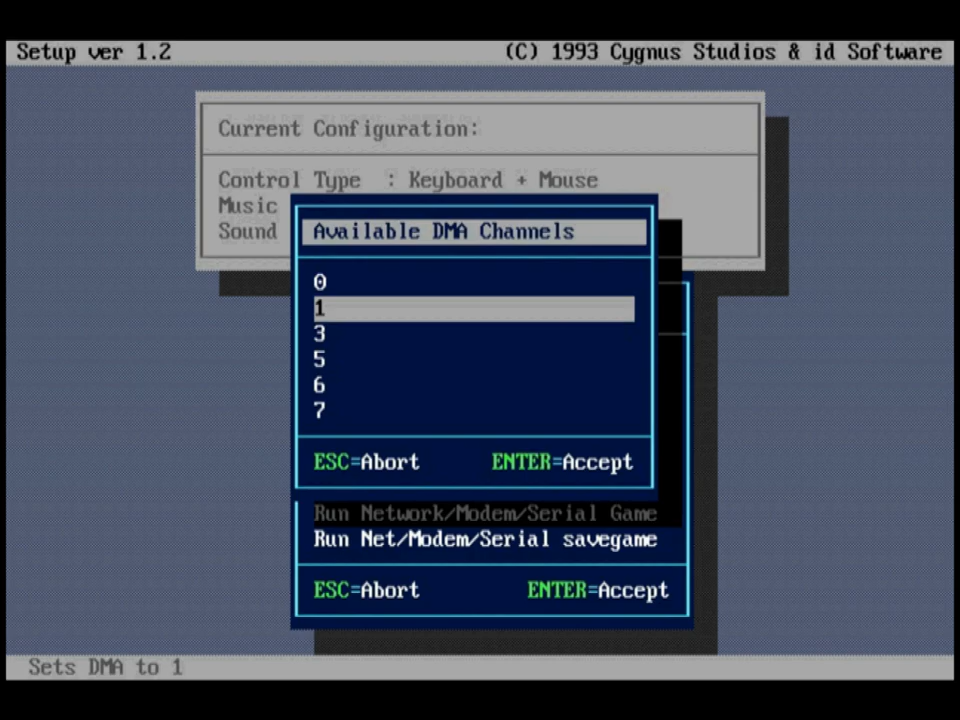 Setup ver 1.2 (C) 1993 Cygnus Studios & id Software
Current Configuration:
Control Type : Keyboard + Mouse
Music
Sound
Available DMA Channels
0
1
3
5
6
7
ESC=Abort ENTER=Accept
Run Network/Modem/Serial Game
Run Net/Modem/Serial savegame
ESC=Abort ENTER=Accept
Sets DMA to 1